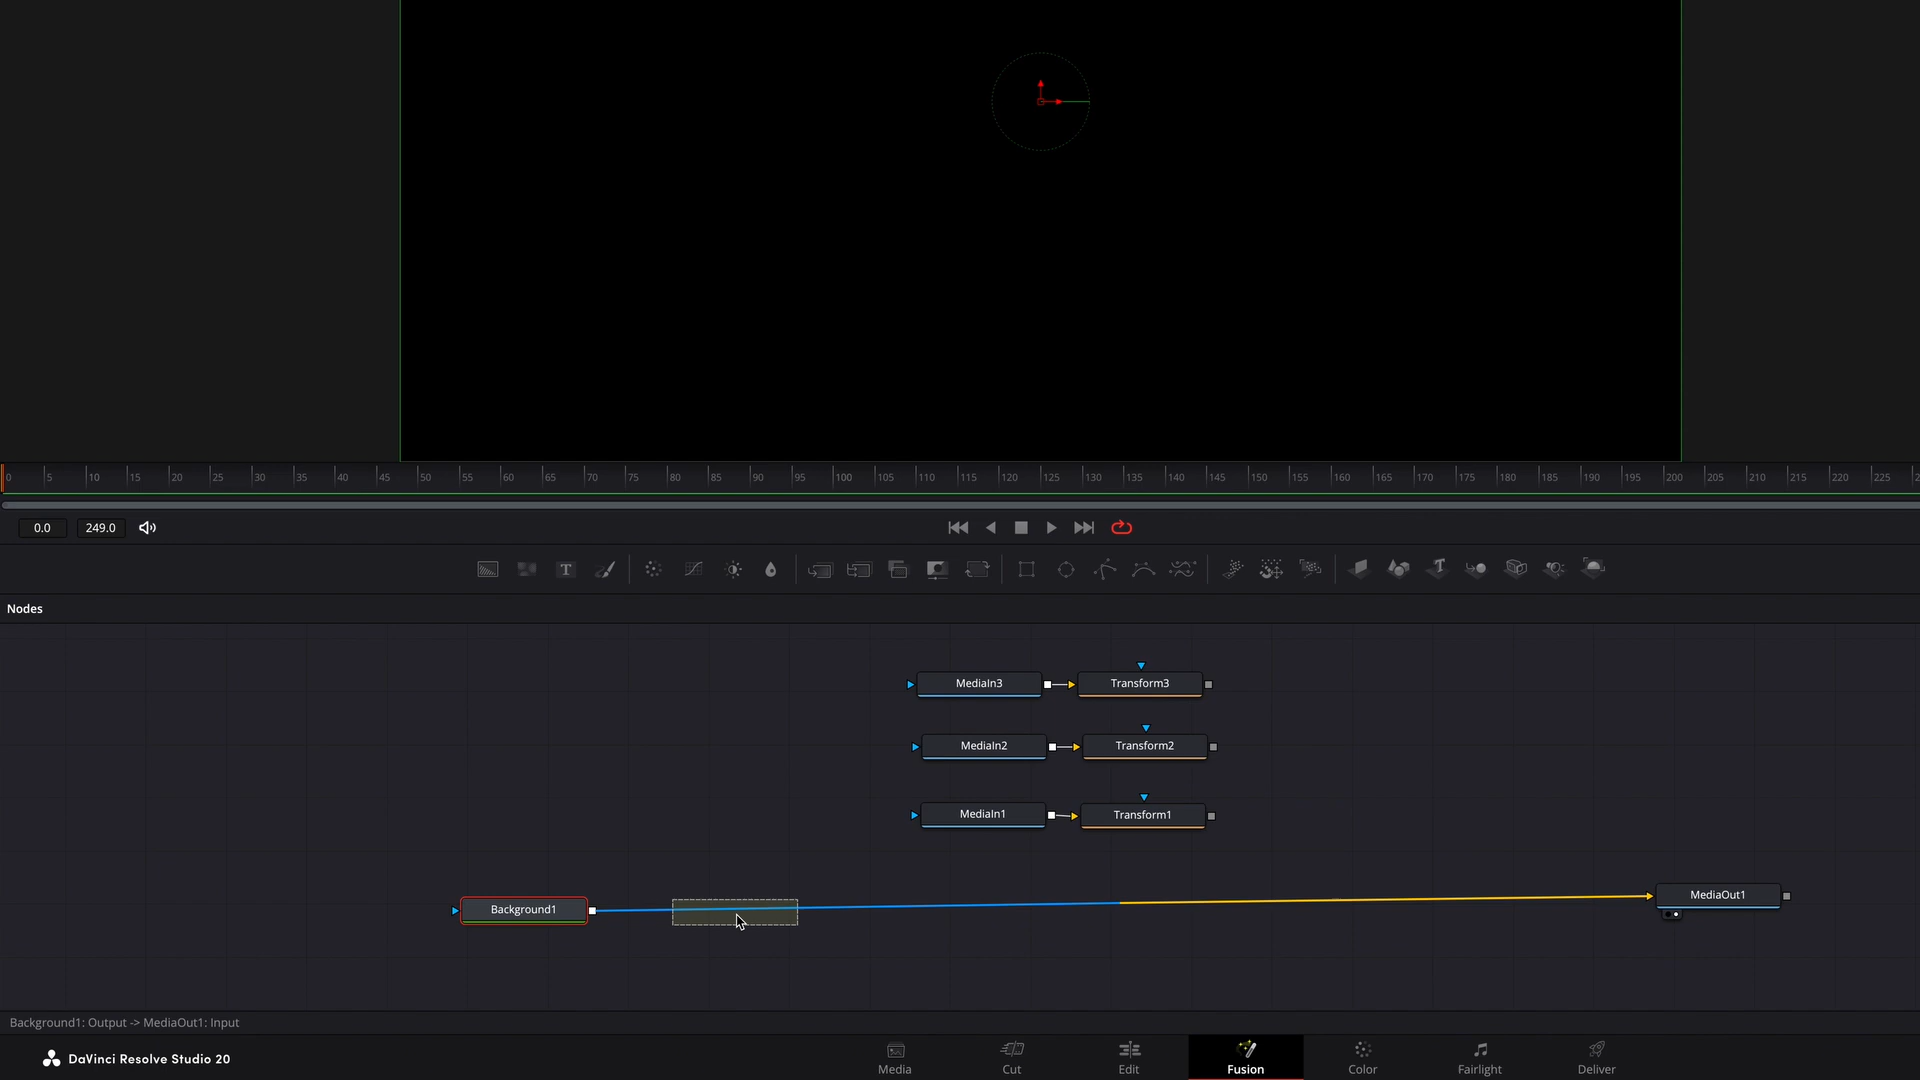 0 5 10 15 20 25 30 35 40 45 50 55 60 65 70 75 80 85 90 95 100 105 110 115 120 125 130 135 140 145 150 155 160 165 170 175 180 185 190 195 200 205 210 215 220 225
0.0 249.0
T
Nodes
MediaIn3 Transform3
MediaIn2 Transform2
MediaIn1 Transform1
Background1 MediaOut1
Background1: Output -> MediaOut1: Input
DaVinci Resolve Studio 20
Media Cut Edit Fusion Color Fairlight Deliver